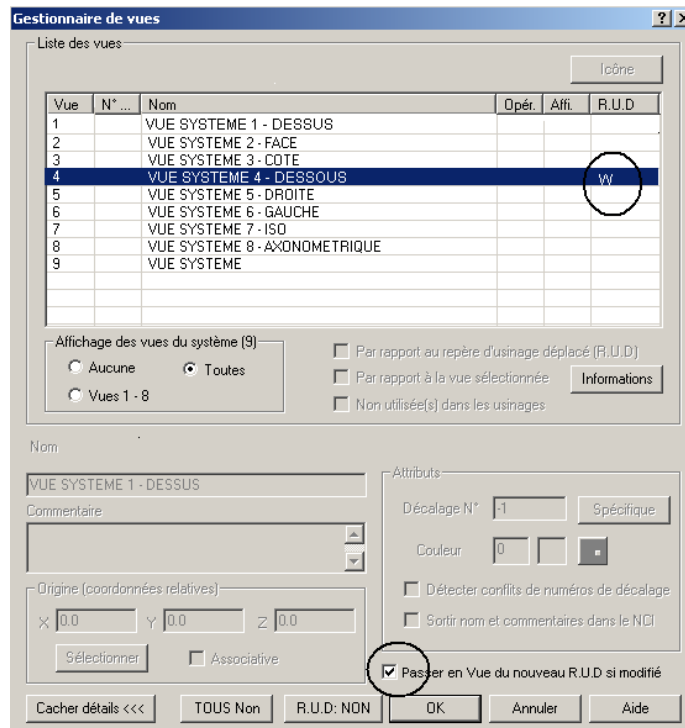 Gestionnaire de vues
Liste des vues
Icône
Vue N° ... Nom Opér. Affi. R.U.D
1 VUE SYSTEME 1 - DESSUS
2 VUE SYSTEME 2 - FACE
3 VUE SYSTEME 3 - COTE
4 VUE SYSTEME 4 - DESSOUS W
5 VUE SYSTEME 5 - DROITE
6 VUE SYSTEME 6 - GAUCHE
7 VUE SYSTEME 7 - ISO
8 VUE SYSTEME 8 - AXONOMETRIQUE
9 VUE SYSTEME
Affichage des vues du système (9)
Aucune Toutes
Vues 1 - 8
Par rapport au repère d'usinage déplacé (R.U.D)
Par rapport à la vue sélectionnée Informations
Non utilisée(s) dans les usinages
Nom
VUE SYSTEME 1 - DESSUS
Commentaire
Origine (coordonnées relatives)
X 0.0 Y 0.0 Z 0.0
Sélectionner Associative
Attributs
Décalage N° -1 Spécifique
Couleur 0
Détecter conflits de numéros de décalage
Sortir nom et commentaires dans le NCI
Passer en Vue du nouveau R.U.D si modifié
Cacher détails <<< TOUS Non R.U.D: NON OK Annuler Aide